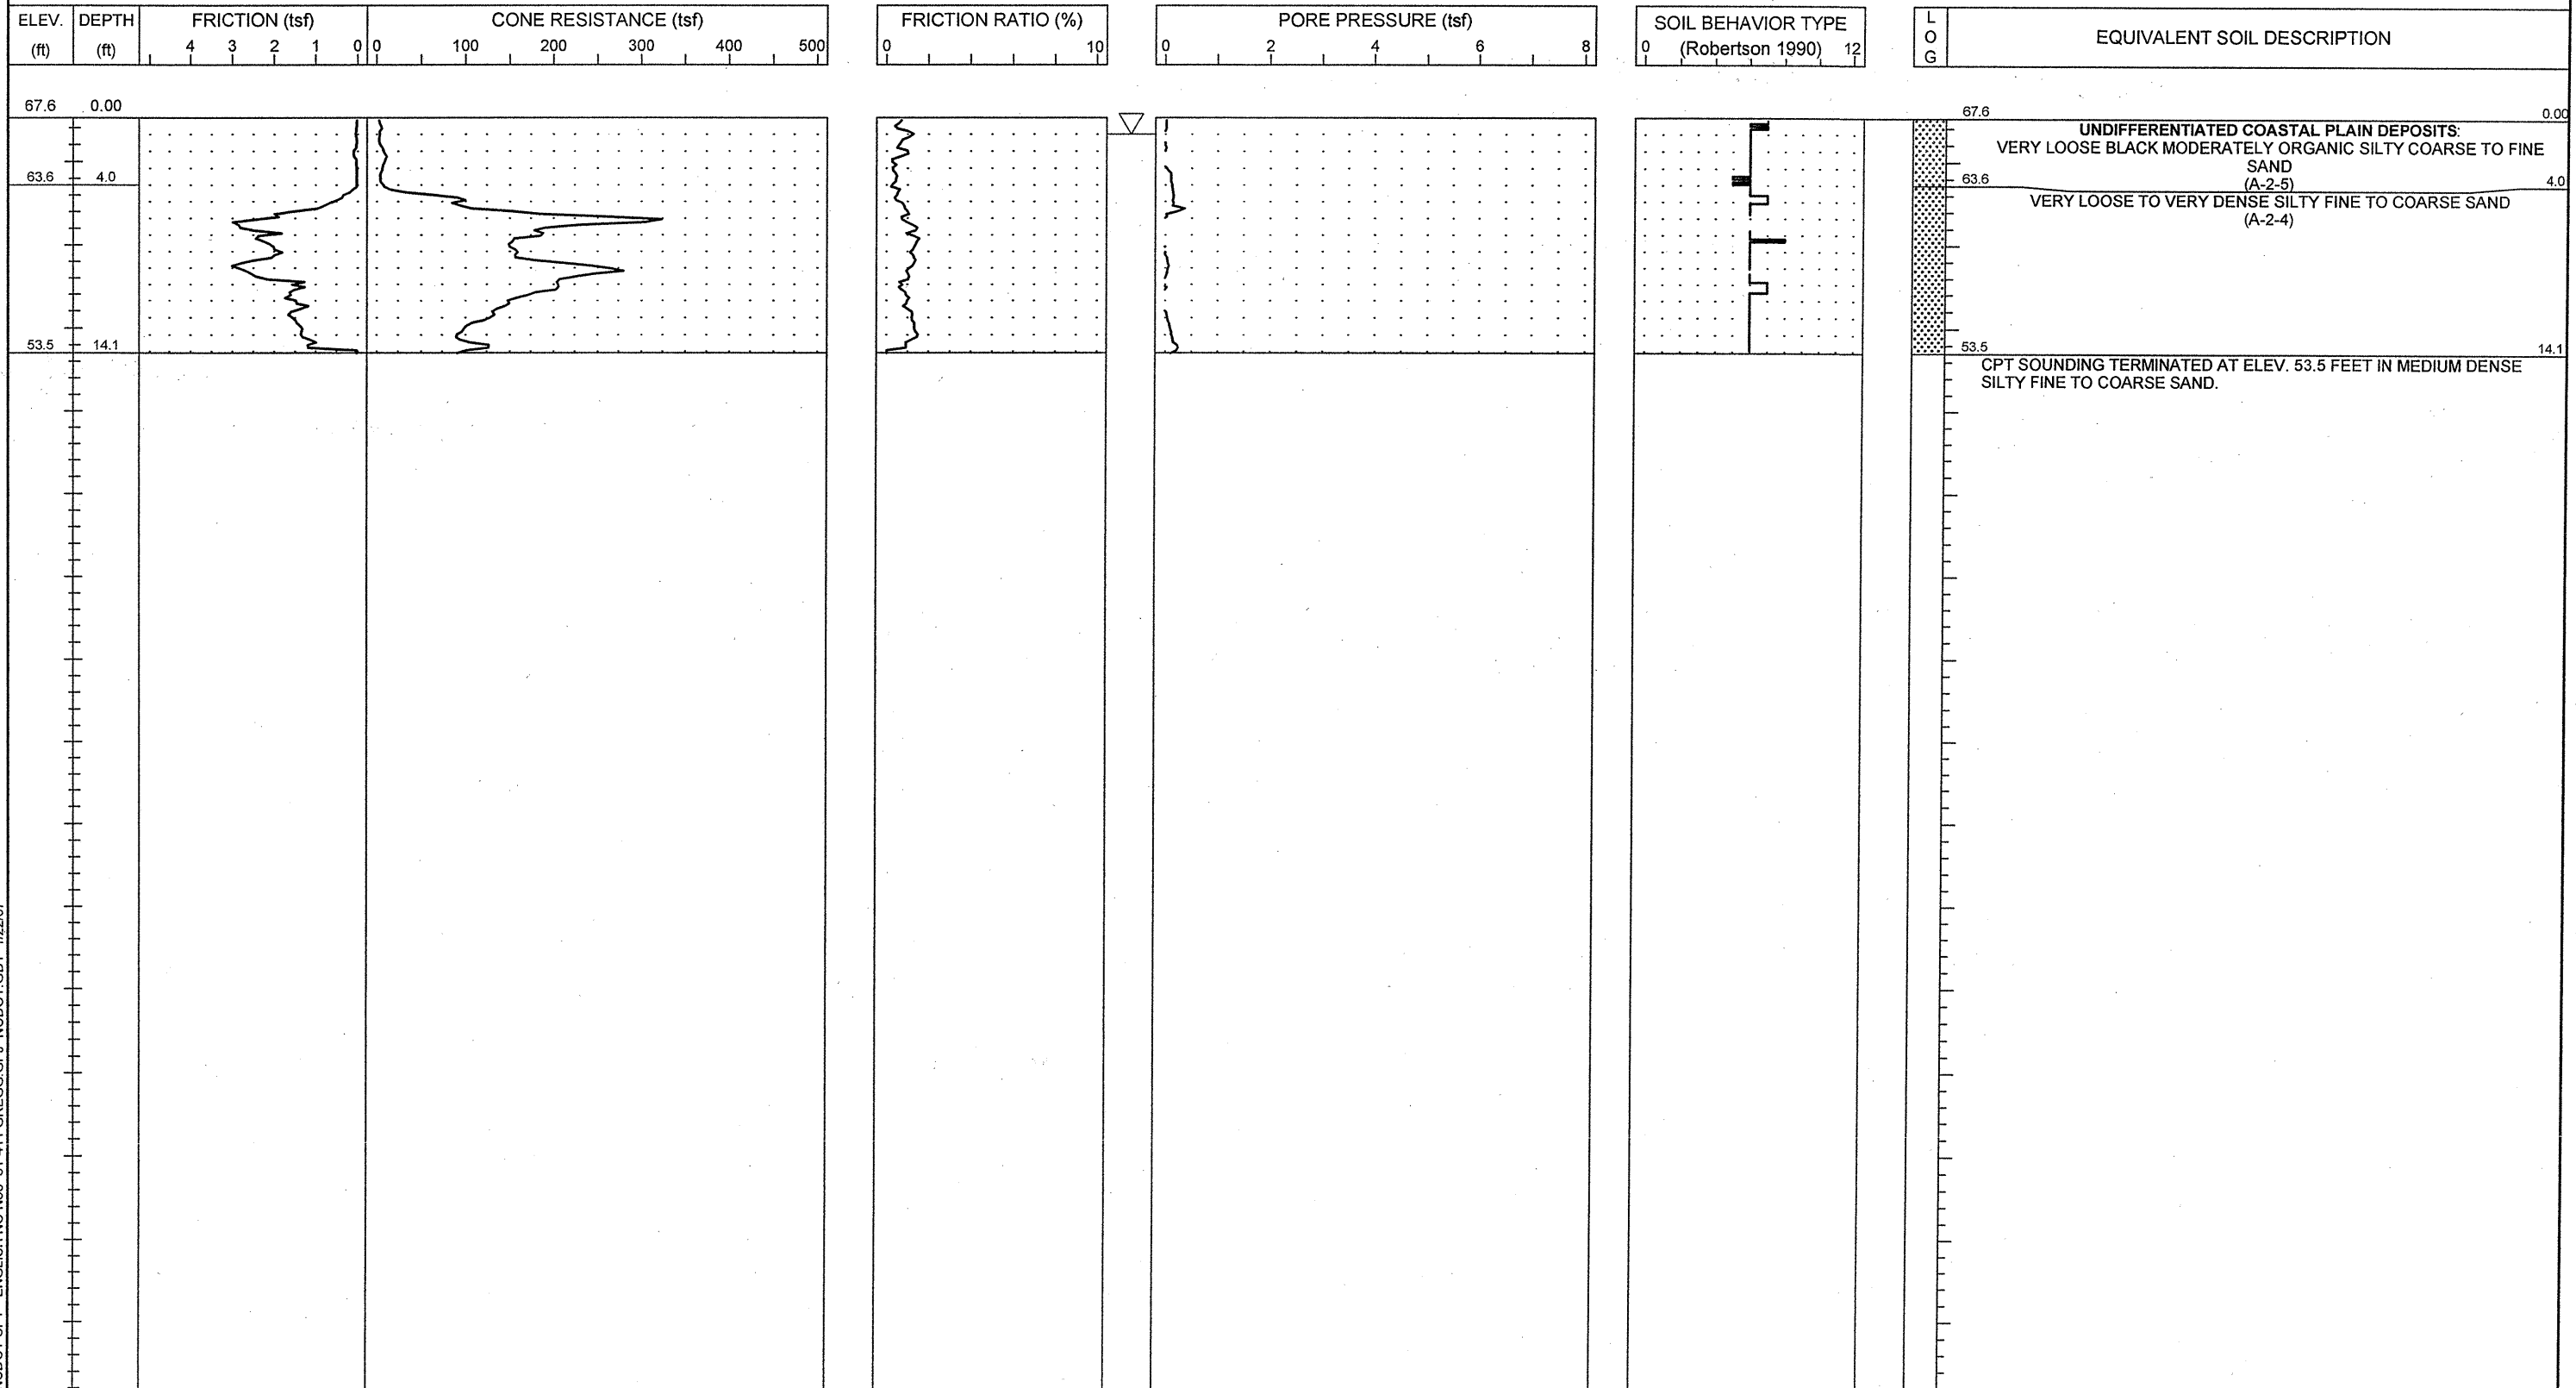 ELEV. DEPTH FRICTION (tsf) CONE RESISTANCE (tsf) FRICTION RATIO (%) PORE PRESSURE (tsf) SOIL BEHAVIOR TYPE L O G EQUIVALENT SOIL DESCRIPTION
(ft) (ft) 4 3 2 1 0 0 100 200 300 400 500 0 10 0 2 4 6 8 0 (Robertson 1990) 12
67.6 0.00
67.6 0.00
UNDIFFERENTIATED COASTAL PLAIN DEPOSITS:
VERY LOOSE BLACK MODERATELY ORGANIC SILTY COARSE TO FINE
SAND
63.6 4.0 63.6 (A-2-5) 4.0
VERY LOOSE TO VERY DENSE SILTY FINE TO COARSE SAND
(A-2-4)
53.5 14.1 53.5 14.1
CPT SOUNDING TERMINATED AT ELEV. 53.5 FEET IN MEDIUM DENSE
SILTY FINE TO COARSE SAND.